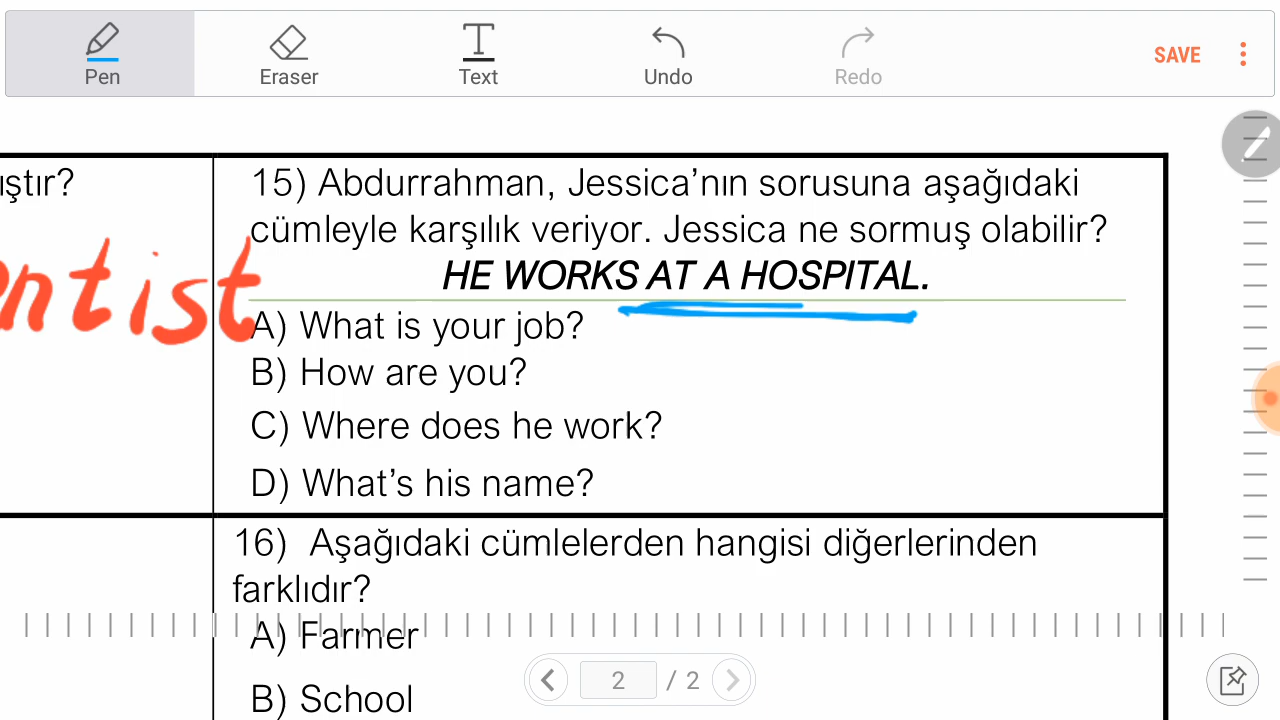 Pen
Eraser
Text
Undo
Redo
SAVE
ıştır?
entist
15) Abdurrahman, Jessica’nın sorusuna aşağıdaki
cümleyle karşılık veriyor. Jessica ne sormuş olabilir?
HE WORKS AT A HOSPITAL.
A) What is your job?
B) How are you?
C) Where does he work?
D) What’s his name?
16) Aşağıdaki cümlelerden hangisi diğerlerinden
farklıdır?
A) Farmer
B) School
2 / 2